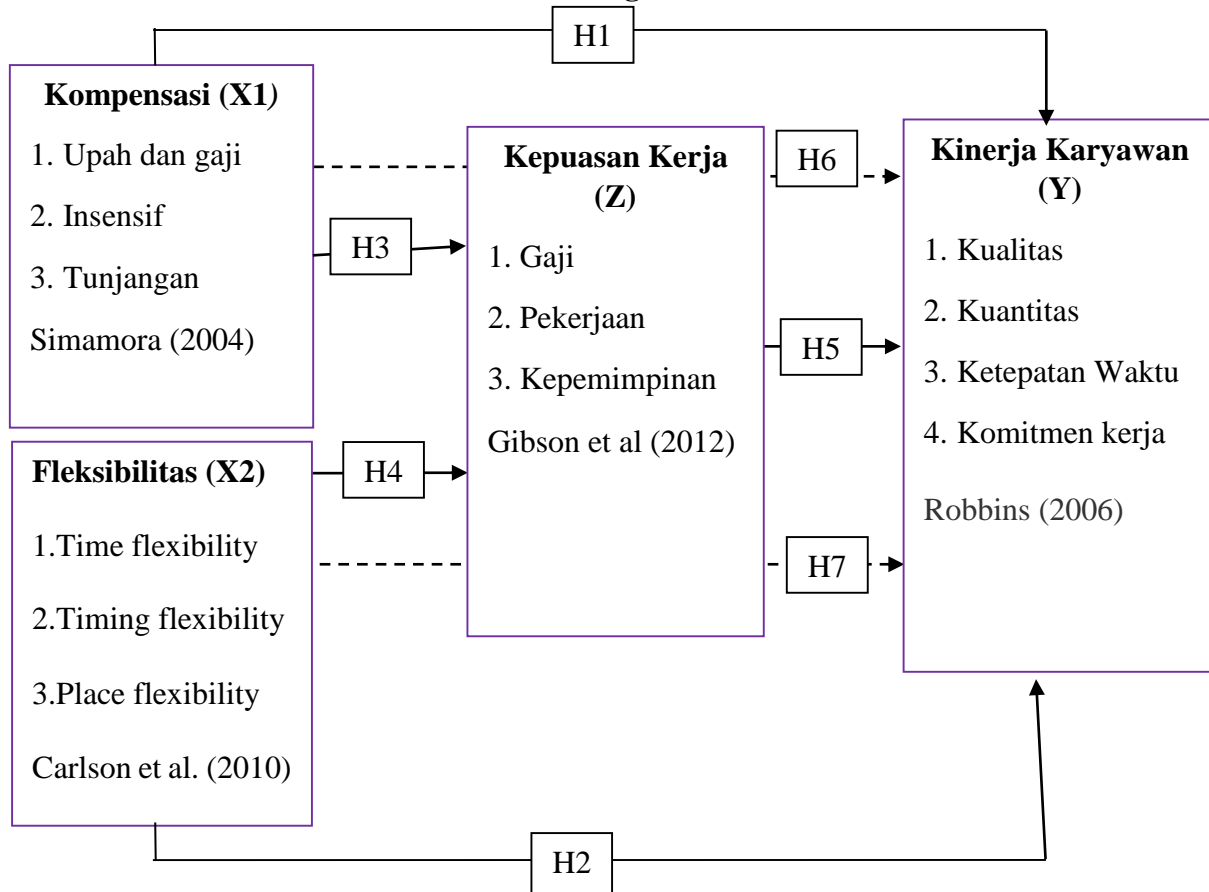 H1
Kompensasi (X1)
1. Upah dan gaji
2. Insensif
3. Tunjangan
Simamora (2004)
H3
Kepuasan Kerja
(Z)
1. Gaji
2. Pekerjaan
3. Kepemimpinan
Gibson et al (2012)
H6
H5
Kinerja Karyawan
(Y)
1. Kualitas
2. Kuantitas
3. Ketepatan Waktu
4. Komitmen kerja
Robbins (2006)
Fleksibilitas (X2)
1.Time flexibility
2.Timing flexibility
3.Place flexibility
Carlson et al. (2010)
H4
H7
H2